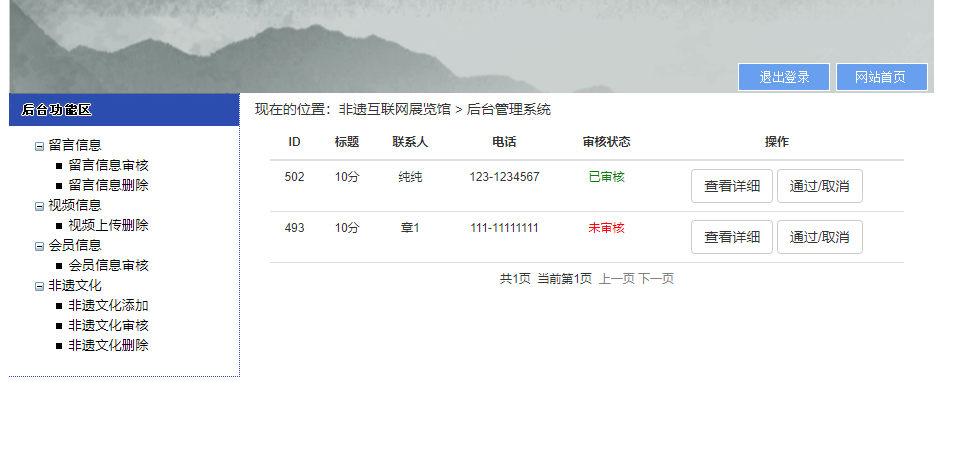 退出登录 网站首页
后台功能区
留言信息
留言信息审核
留言信息删除
视频信息
视频上传删除
会员信息
会员信息审核
非遗文化
非遗文化添加
非遗文化审核
非遗文化删除
现在的位置：非遗互联网展览馆 > 后台管理系统
ID 标题 联系人 电话 审核状态 操作
502 10分 纯纯 123-1234567 已审核 查看详细 通过/取消
493 10分 章1 111-11111111 未审核 查看详细 通过/取消
共1页 当前第1页 上一页 下一页